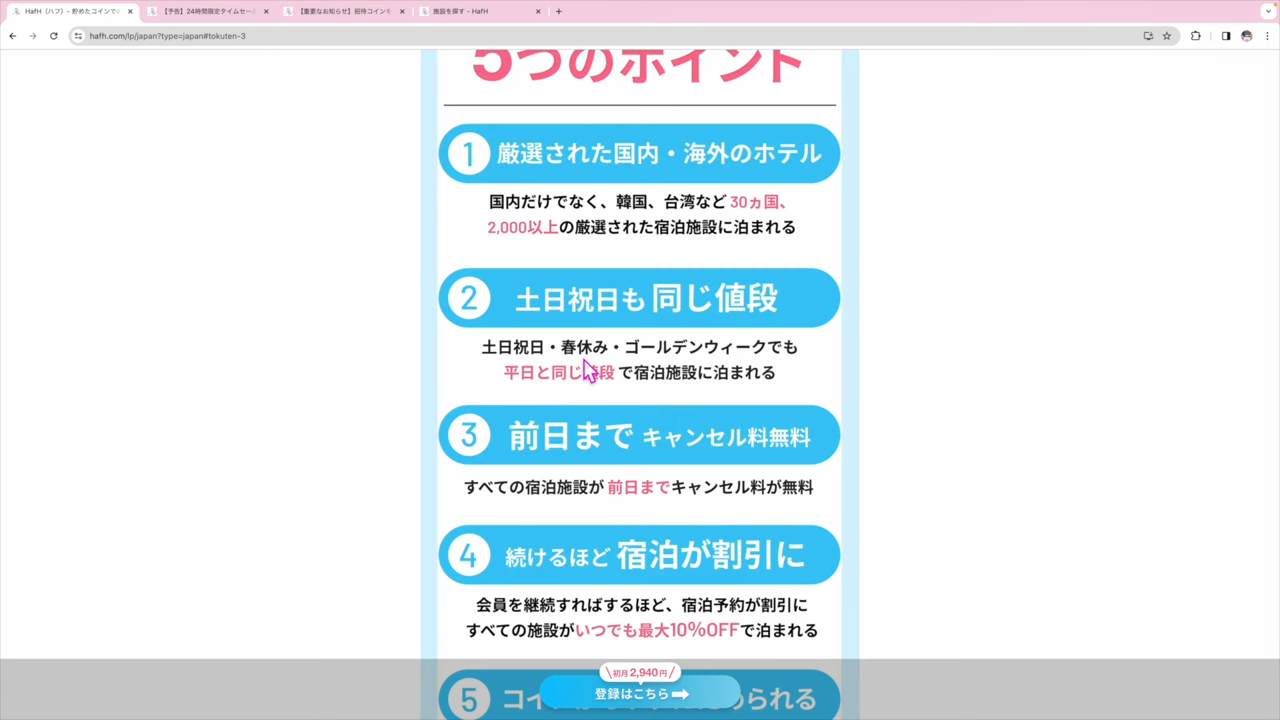 HafH（ハフ）- 貯めたコインで
【予告】24時間限定タイムセー
【重要なお知らせ】招待コインを
施設を探す - HafH
hafh.com/lp/japan?type=japan#tokuten-3
5つのポイント
1 厳選された国内・海外のホテル
国内だけでなく、韓国、台湾など 30ヵ国、
2,000以上の厳選された宿泊施設に泊まれる
2 土日祝日も 同じ値段
土日祝日・春休み・ゴールデンウィークでも
平日と同じ値段 で宿泊施設に泊まれる
3 前日まで キャンセル料無料
すべての宿泊施設が 前日までキャンセル料が無料
4 続けるほど 宿泊が割引に
会員を継続すればするほど、宿泊予約が割引に
すべての施設がいつでも最大10%OFFで泊まれる
初月2,940円
登録はこちら
5 コイ
められる